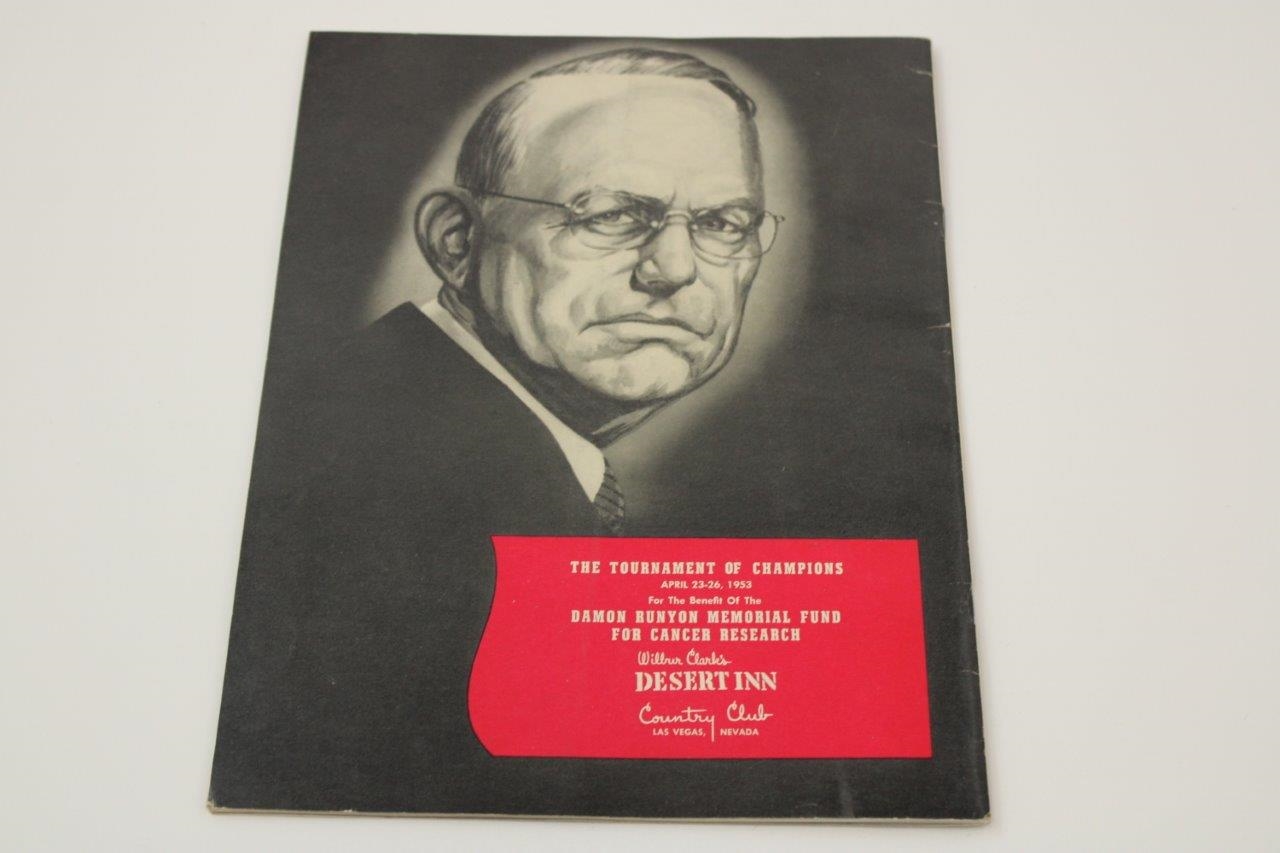 THE TOURNAMENT OF CHAMPIONS
APRIL 23-26, 1953
For The Benefit Of The
DAMON RUNYON MEMORIAL FUND
FOR CANCER RESEARCH
Wilbur Clark's
DESERT INN
Country Club
LAS VEGAS, NEVADA